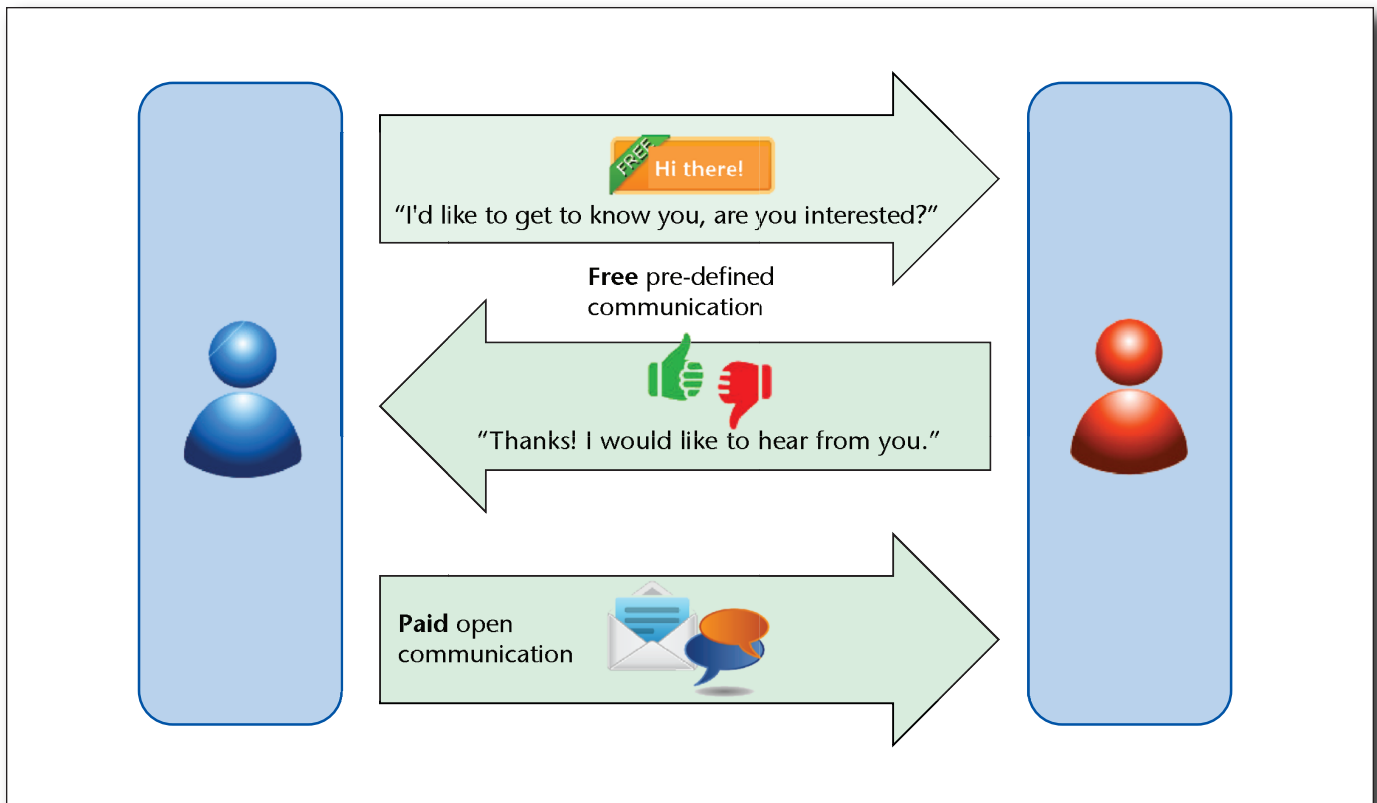 FREE
Hi there!
“I'd like to get to know you, are you interested?”
Free pre-defined
communication
“Thanks! I would like to hear from you.”
Paid open
communication